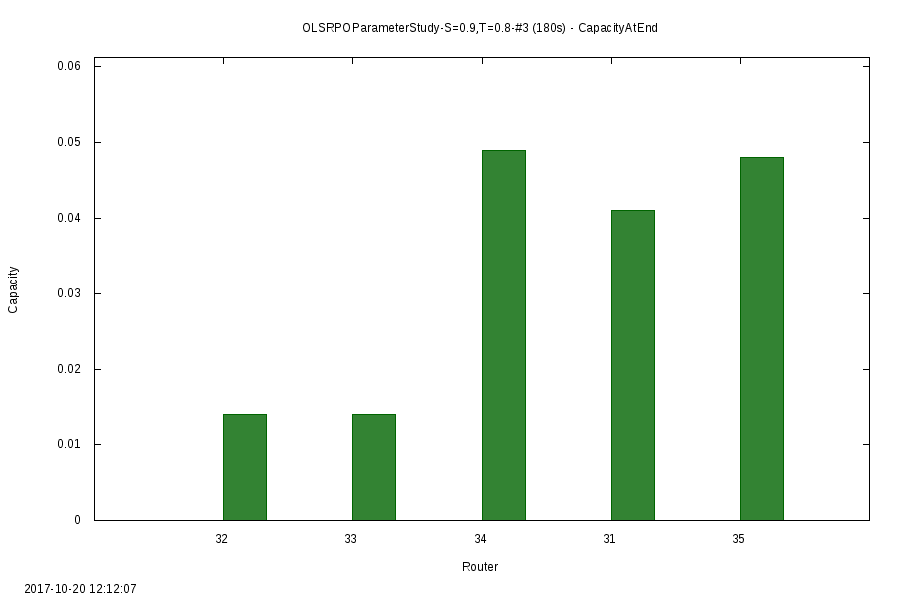 OLSRPOParameterStudy-S=0.9,T=0.8-#3 (180s) - CapacityAtEnd
0.06
0.05
0.04
0.03
0.02
0.01
0
Capacity
32 33 34 31 35
Router
2017-10-20 12:12:07